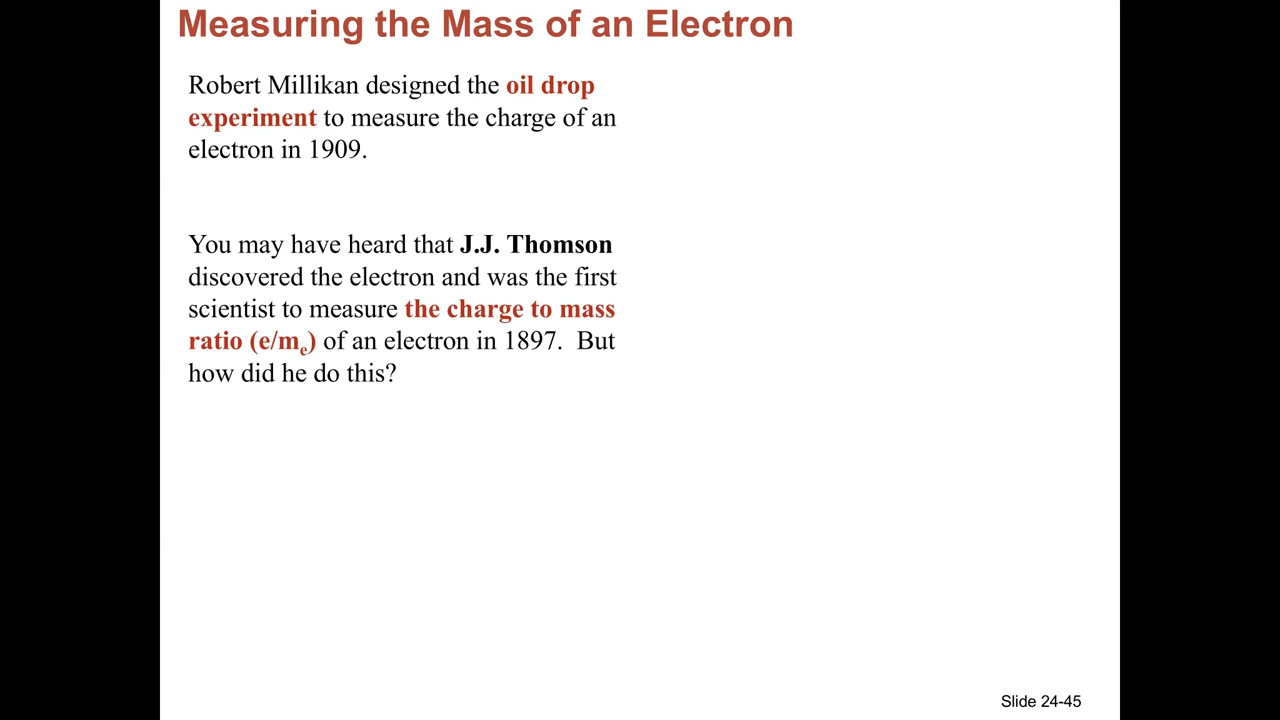 Measuring the Mass of an Electron
Robert Millikan designed the oil drop
experiment to measure the charge of an
electron in 1909.
You may have heard that J.J. Thomson
discovered the electron and was the first
scientist to measure the charge to mass
ratio (e/me) of an electron in 1897.  But
how did he do this?
Slide 24-45